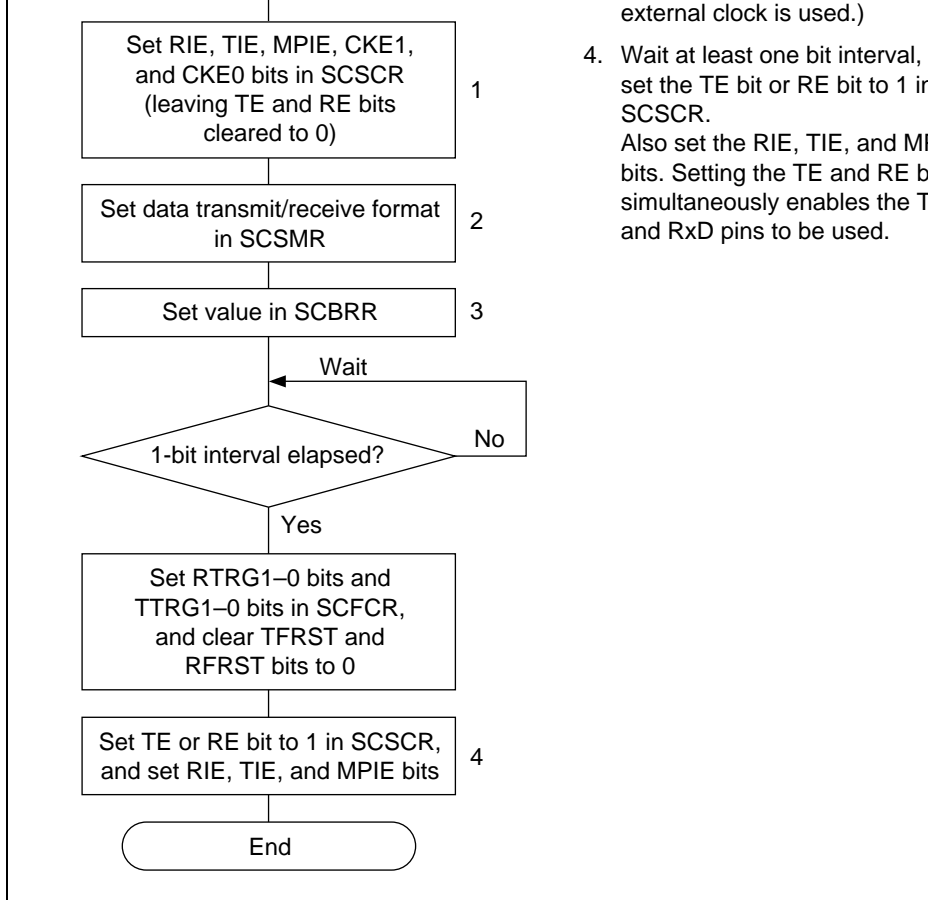 Set RIE, TIE, MPIE, CKE1,
and CKE0 bits in SCSCR
(leaving TE and RE bits
cleared to 0)
1
Set data transmit/receive format
in SCSMR
2
Set value in SCBRR
3
Wait
1-bit interval elapsed?
No
Yes
Set RTRG1–0 bits and
TTRG1–0 bits in SCFCR,
and clear TFRST and
RFRST bits to 0
Set TE or RE bit to 1 in SCSCR,
and set RIE, TIE, and MPIE bits
4
End
external clock is used.)
4. Wait at least one bit interval,
set the TE bit or RE bit to 1
SCSCR.
Also set the RIE, TIE, and
bits. Setting the TE and RE
simultaneously enables the
and RxD pins to be used.